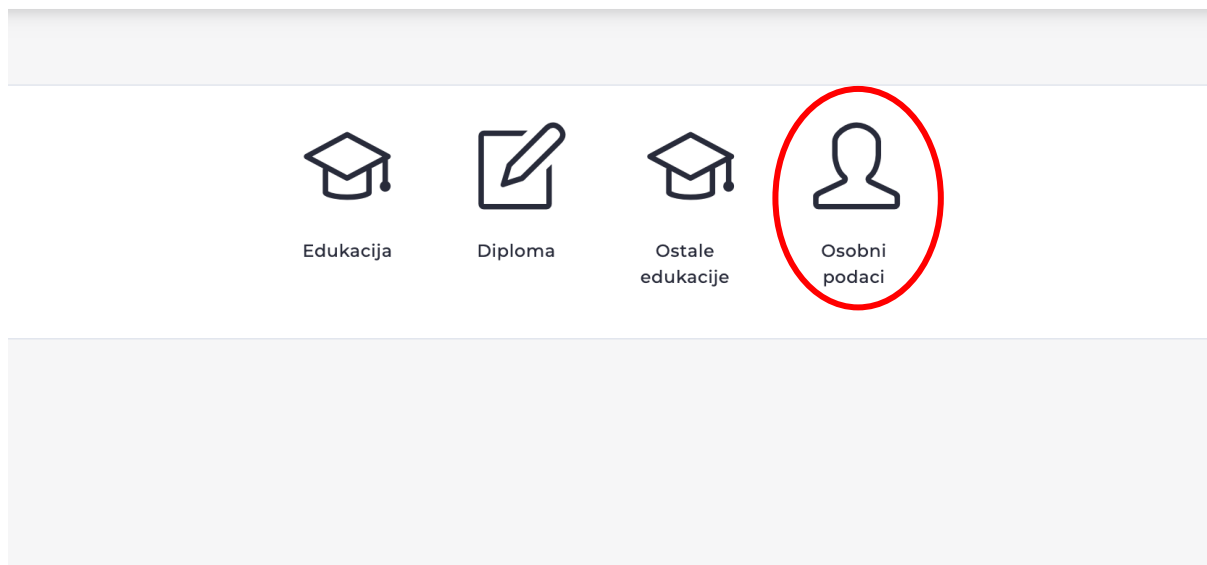 Edukacija
Diploma
Ostale
edukacije
Osobni
podaci